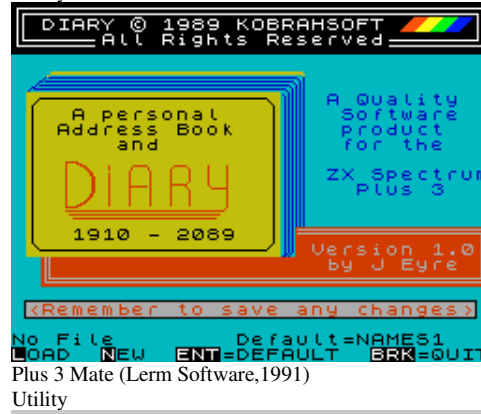 DIARY © 1989 KOBRAHSOFT
All Rights Reserved
A personal
Address Book
and
DiARY
1910 - 2089
A Quality
Software
product
for the
ZX Spectrum
Plus 3
Version 1.0
by J Eyre
<Remember to save any changes>
No File Default=NAMES1
LOAD NEW ENT=DEFAULT BRK=QUIT
Plus 3 Mate (Lerm Software,1991)
Utility